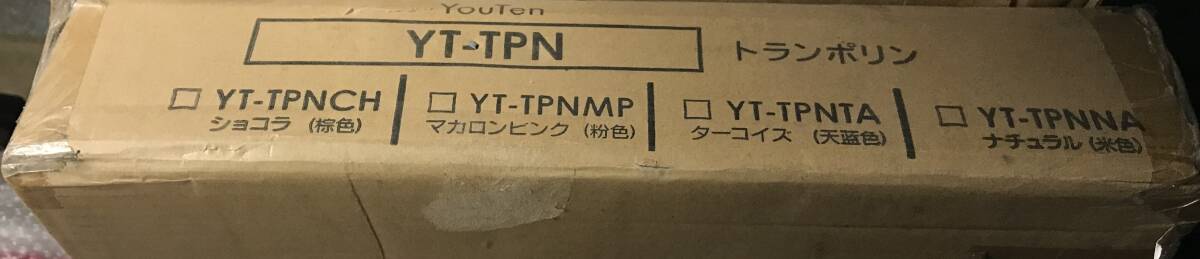 YouTen
YT-TPN トランポリン
□ YT-TPNCH □ YT-TPNMP □ YT-TPNTA □ YT-TPNNA
ショコラ (棕色) マカロンピンク (粉色) ターコイズ (天蓝色) ナチュラル (米色)